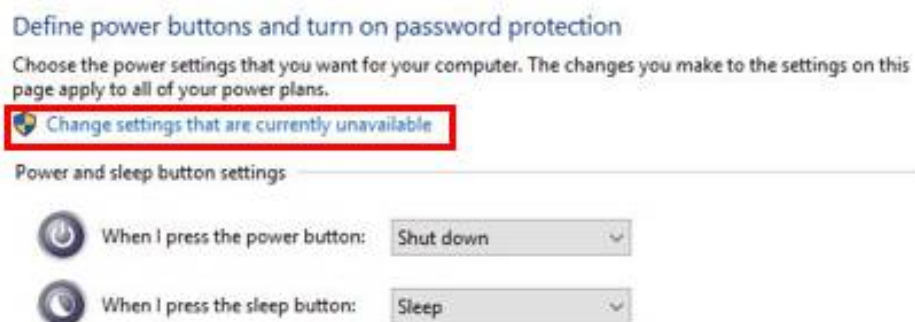 Define power buttons and turn on password protection
Choose the power settings that you want for your computer. The changes you make to the settings on this
page apply to all of your power plans.
Change settings that are currently unavailable
Power and sleep button settings
When I press the power button: Shut down
When I press the sleep button: Sleep